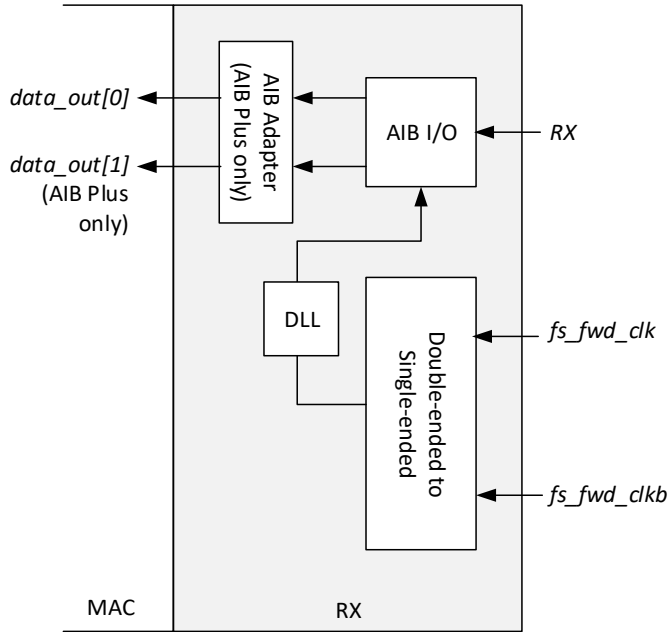 data_out[0]
data_out[1]
(AIB Plus
only)
AIB Adapter
(AIB Plus only)
AIB I/O
RX
DLL
Double-ended to
Single-ended
fs_fwd_clk
fs_fwd_clkb
MAC
RX